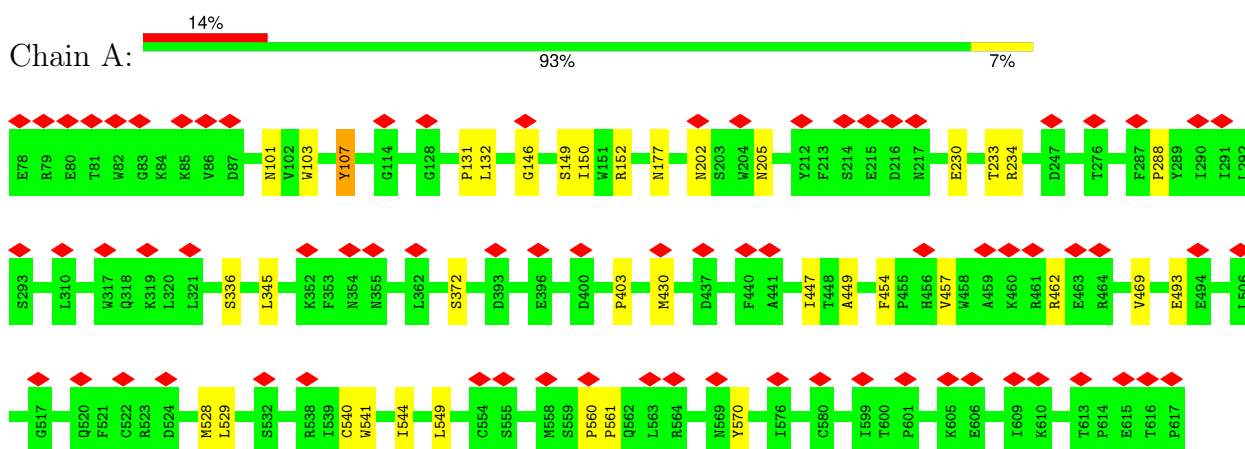 14%
Chain A:
93% 7%
E78 R79 E80 T81 W82 G83 K84 K85 V86 D87 N101 V102 W103 Y107 G114 G128 P131 L132 G146 S149 I150 W151 R152 N177 N202 S203 W204 N205 Y212 F213 S214 E215 D216 N217 E230 T233 R234 D247 T276 F287 P288 Y289 I290 I291 L292
S293 L310 W317 Q318 K319 L320 L321 S336 L345 K352 F353 N354 N355 L362 S372 D393 E396 D400 P403 M430 D437 F440 A441 I447 T448 A449 F454 P455 H456 V457 W458 A459 K460 R461 R462 E463 R464 V469 E493 E494 L506
G517 Q520 F521 C522 R523 D524 M528 L529 S532 R538 I539 C540 W541 I544 L549 C554 S555 M558 S559 P560 P561 Q562 L563 R564 N569 Y570 I576 C580 I599 T600 P601 K605 E606 I609 K610 T613 P614 E615 T616 P617